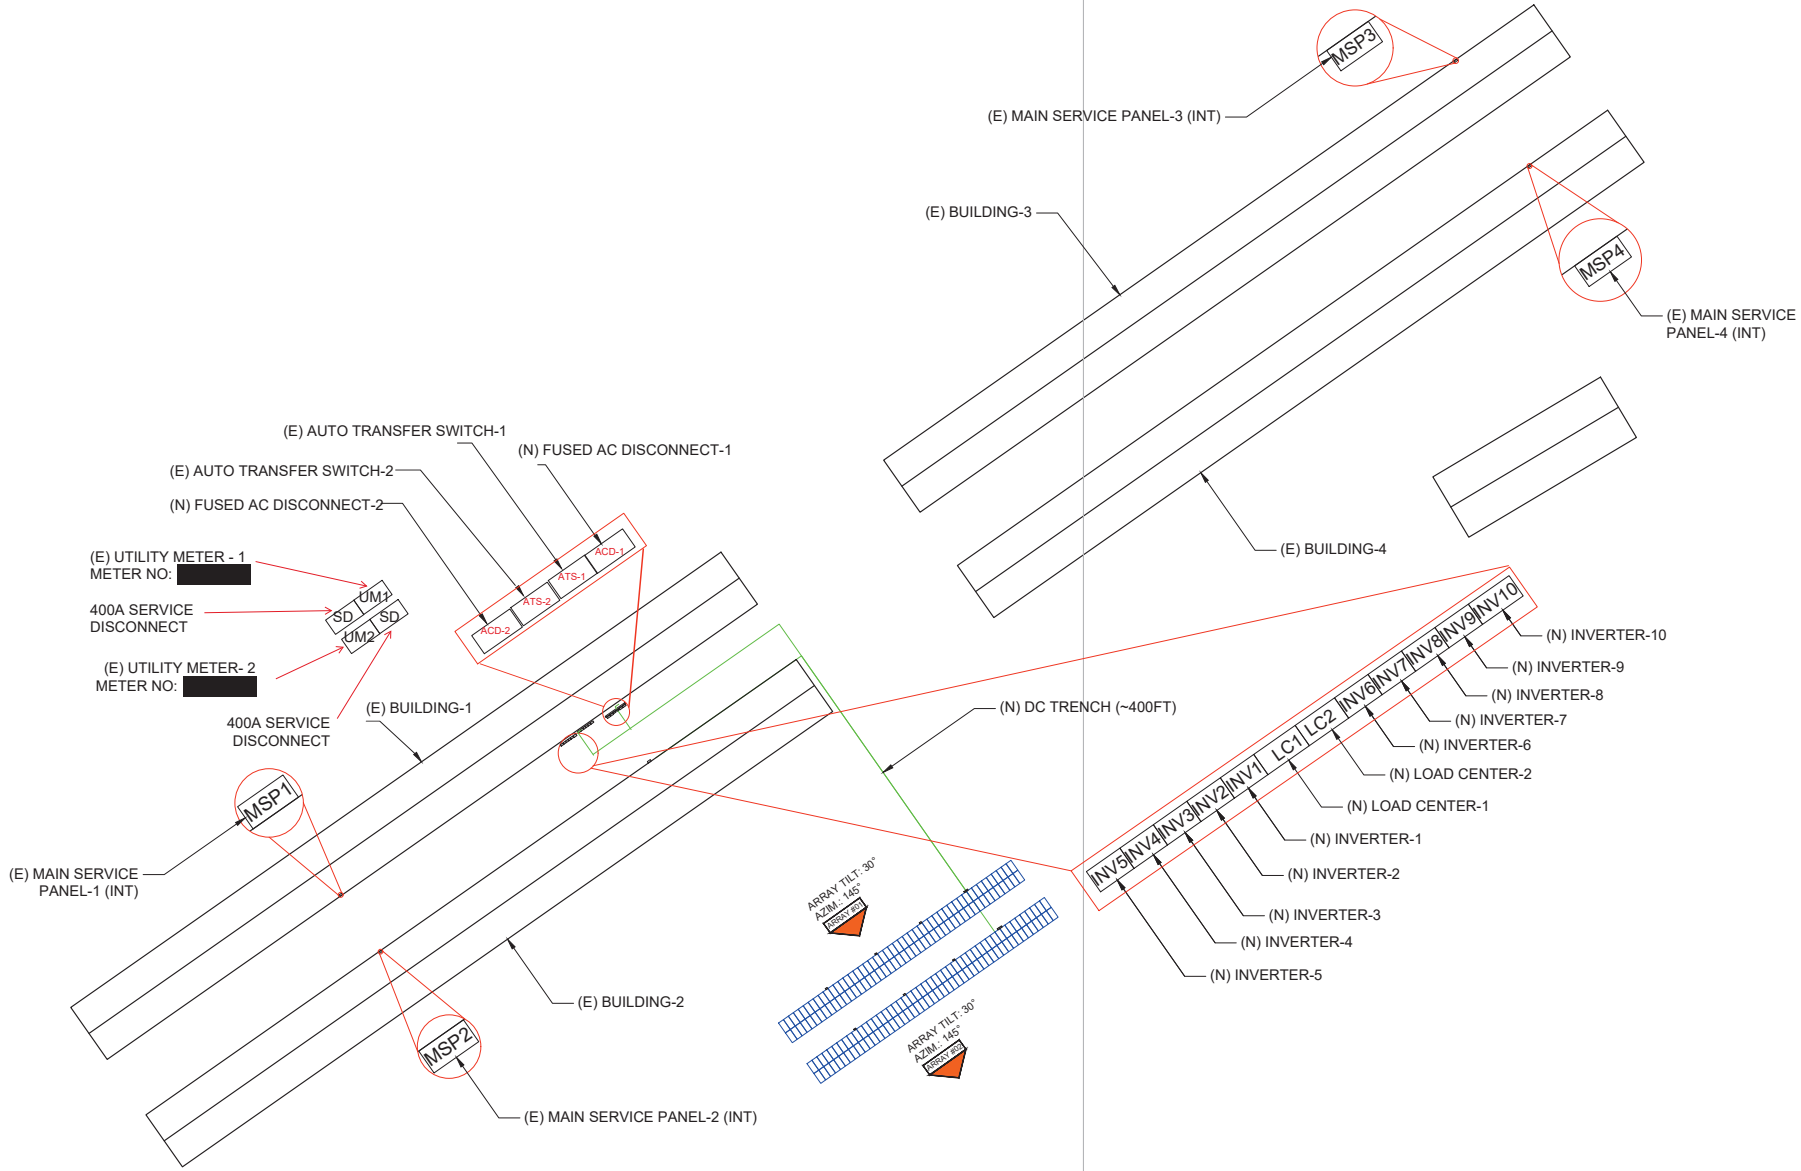 MSP3
(E) MAIN SERVICE PANEL-3 (INT)
(E) BUILDING-3
MSP4
(E) MAIN SERVICE
PANEL-4 (INT)
(E) BUILDING-4
(E) AUTO TRANSFER SWITCH-1
(N) FUSED AC DISCONNECT-1
(E) AUTO TRANSFER SWITCH-2
(N) FUSED AC DISCONNECT-2
ACD-1
ATS-1
ATS-2
ACD-2
(E) UTILITY METER - 1
METER NO:
400A SERVICE
DISCONNECT
UM1
SD
SD
UM2
(E) UTILITY METER- 2
METER NO:
400A SERVICE
DISCONNECT
(E) BUILDING-1
MSP1
(E) MAIN SERVICE
PANEL-1 (INT)
(E) BUILDING-2
MSP2
(E) MAIN SERVICE PANEL-2 (INT)
(N) DC TRENCH (~400FT)
ARRAY TILT: 30°
AZIM.: 145°
ARRAY #01
ARRAY TILT: 30°
AZIM.: 145°
ARRAY #02
INV10
INV9
INV8
INV7
INV6
LC2
LC1
INV1
INV2
INV3
INV4
INV5
(N) INVERTER-10
(N) INVERTER-9
(N) INVERTER-8
(N) INVERTER-7
(N) INVERTER-6
(N) LOAD CENTER-2
(N) LOAD CENTER-1
(N) INVERTER-1
(N) INVERTER-2
(N) INVERTER-3
(N) INVERTER-4
(N) INVERTER-5